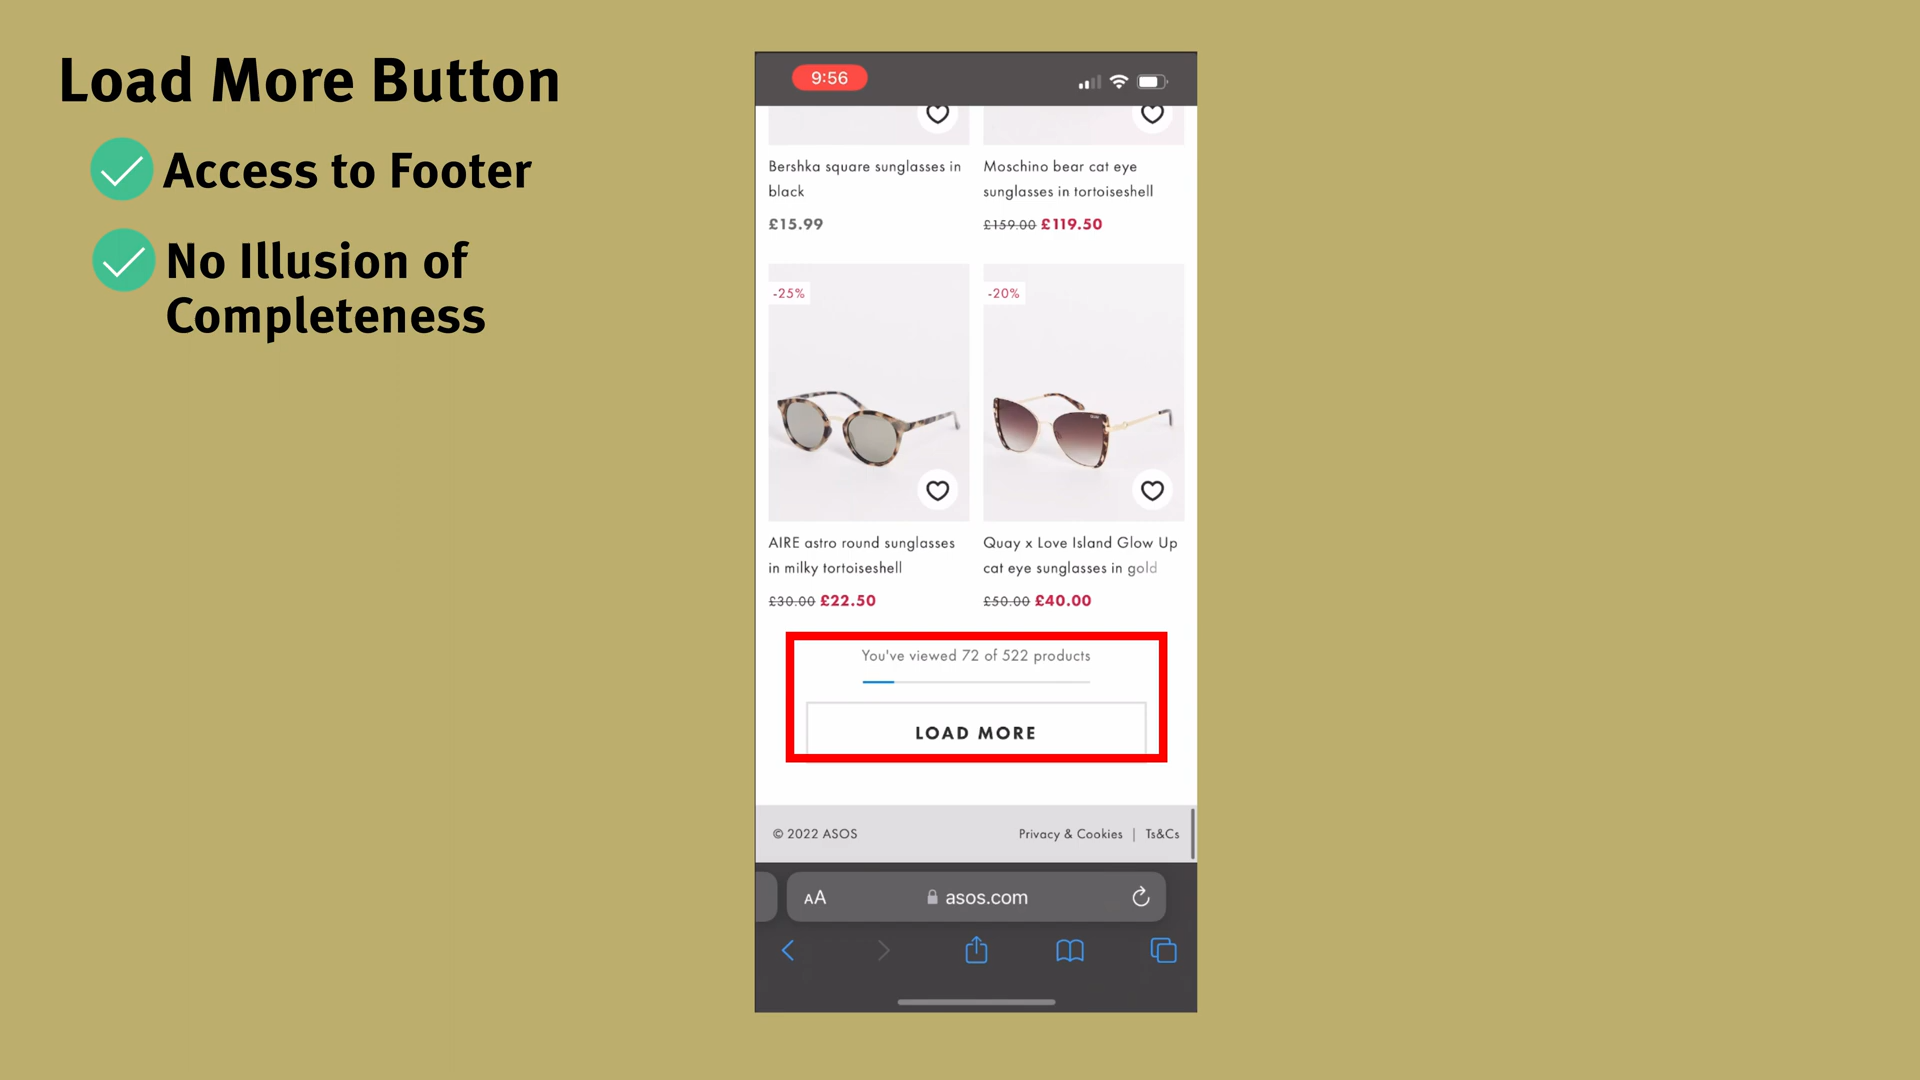 Load More Button
Access to Footer
No Illusion of
Completeness
9:56
Bershka square sunglasses in
black
£15.99
Moschino bear cat eye
sunglasses in tortoiseshell
£159.00 £119.50
-25%
-20%
AIRE astro round sunglasses
in milky tortoiseshell
£30.00 £22.50
Quay x Love Island Glow Up
cat eye sunglasses in gold
£50.00 £40.00
You've viewed 72 of 522 products
LOAD MORE
© 2022 ASOS
Privacy & Cookies | Ts&Cs
AA
asos.com